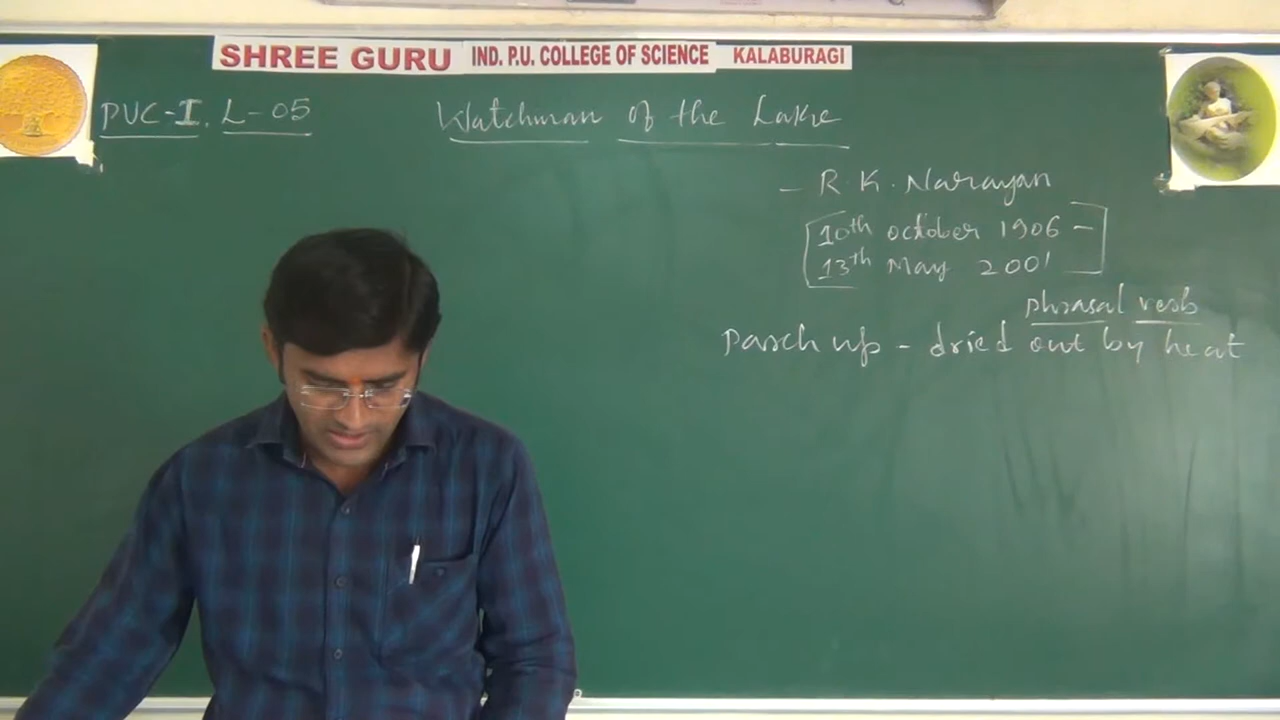 SHREE GURU IND. P.U. COLLEGE OF SCIENCE KALABURAGI
PUC-I. L-05
Watchman of the Lake
- R. K. Narayan
10th october 1906 -
13th May 2001
phrasal verb
Parch up - dried out by heat